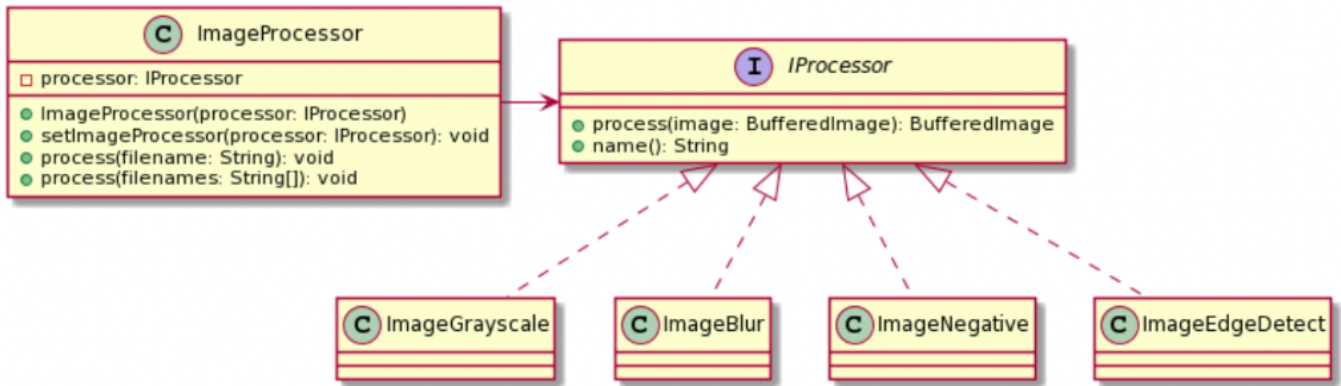 C ImageProcessor
processor: IProcessor
ImageProcessor(processor: IProcessor)
setImageProcessor(processor: IProcessor): void
process(filename: String): void
process(filenames: String[]): void
I IProcessor
process(image: BufferedImage): BufferedImage
name(): String
C ImageGrayscale
C ImageBlur
C ImageNegative
C ImageEdgeDetect